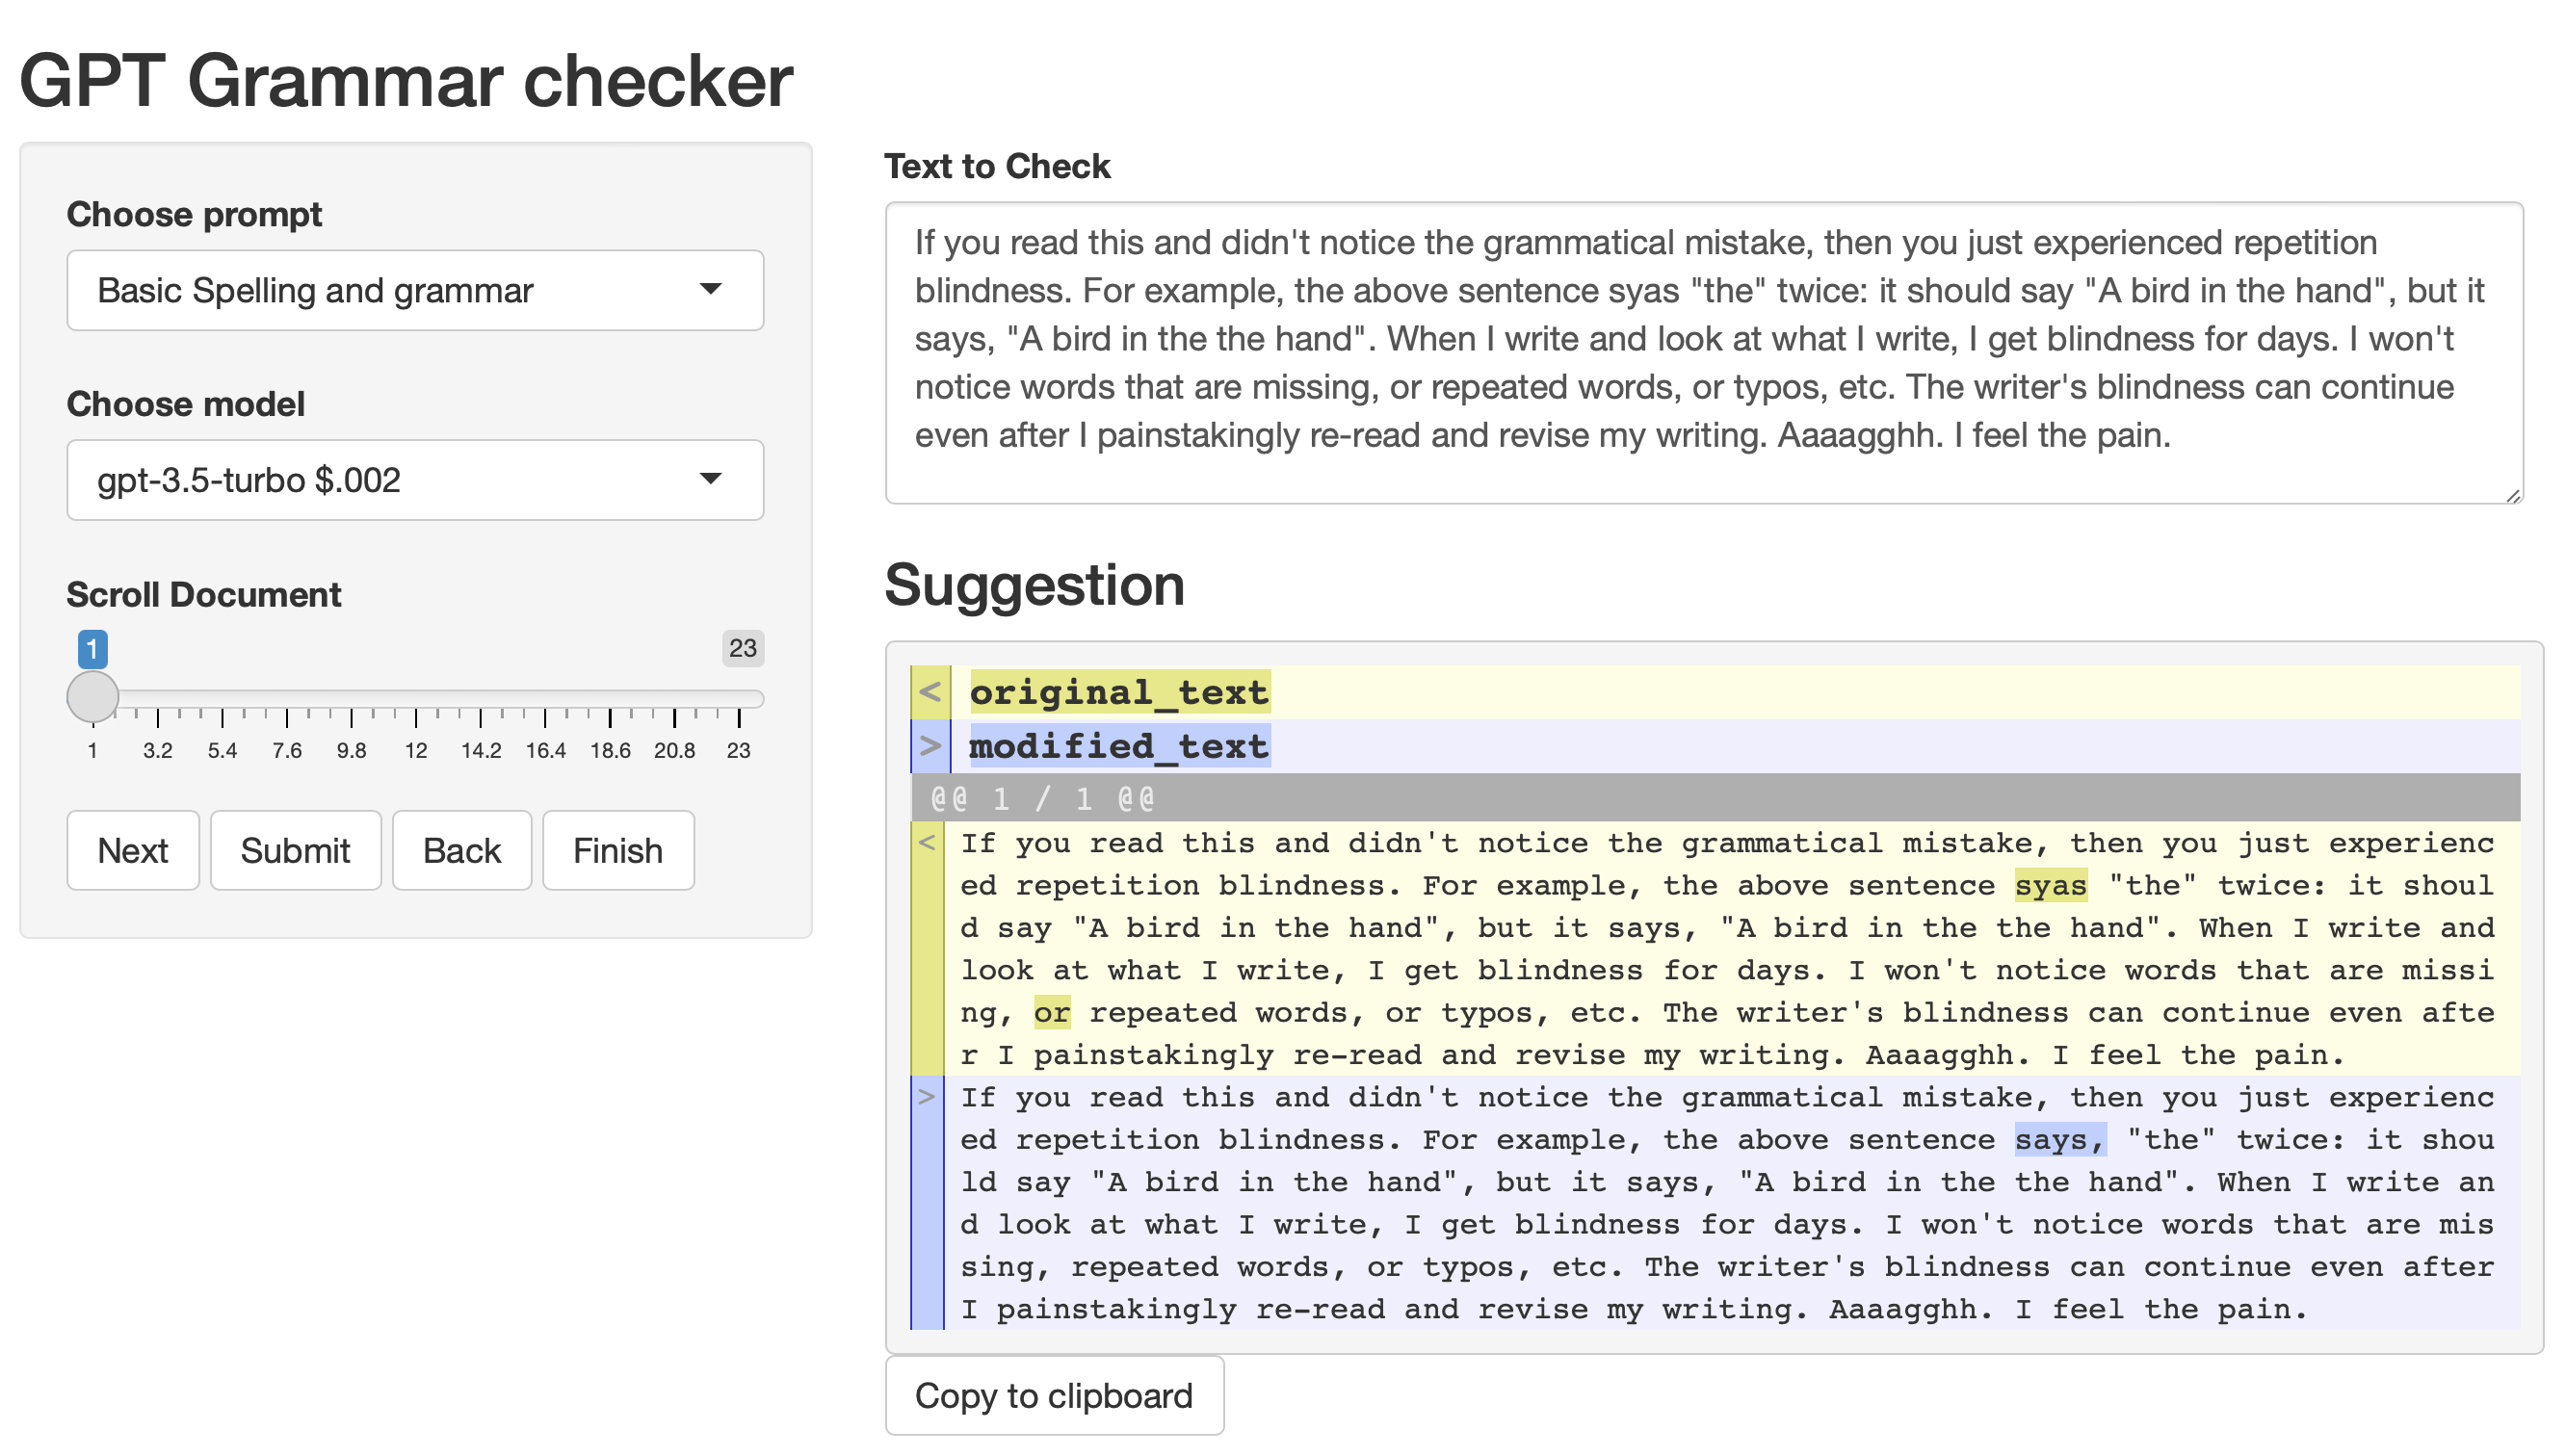 GPT Grammar checker
Choose prompt
Basic Spelling and grammar
Choose model
gpt-3.5-turbo $.002
Scroll Document
1
23
1 3.2 5.4 7.6 9.8 12 14.2 16.4 18.6 20.8 23
Next Submit Back Finish
Text to Check
If you read this and didn't notice the grammatical mistake, then you just experienced repetition
blindness. For example, the above sentence syas "the" twice: it should say "A bird in the hand", but it
says, "A bird in the the hand". When I write and look at what I write, I get blindness for days. I won't
notice words that are missing, or repeated words, or typos, etc. The writer's blindness can continue
even after I painstakingly re-read and revise my writing. Aaaagghh. I feel the pain.
Suggestion
< original_text
> modified_text
@@ 1 / 1 @@
< If you read this and didn't notice the grammatical mistake, then you just experienc
ed repetition blindness. For example, the above sentence syas "the" twice: it shoul
d say "A bird in the hand", but it says, "A bird in the the hand". When I write and
look at what I write, I get blindness for days. I won't notice words that are missi
ng, or repeated words, or typos, etc. The writer's blindness can continue even afte
r I painstakingly re-read and revise my writing. Aaaagghh. I feel the pain.
> If you read this and didn't notice the grammatical mistake, then you just experienc
ed repetition blindness. For example, the above sentence says, "the" twice: it shou
ld say "A bird in the hand", but it says, "A bird in the the hand". When I write an
d look at what I write, I get blindness for days. I won't notice words that are mis
sing, repeated words, or typos, etc. The writer's blindness can continue even after
I painstakingly re-read and revise my writing. Aaaagghh. I feel the pain.
Copy to clipboard